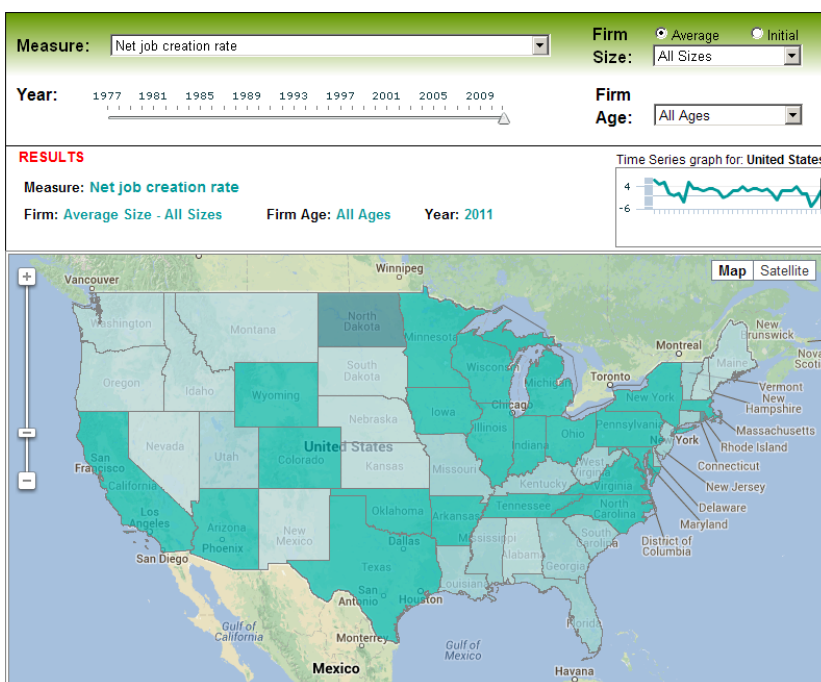 Measure: Net job creation rate
Firm Size: Average Initial
All Sizes
Year: 1977 1981 1985 1989 1993 1997 2001 2005 2009
Firm Age: All Ages
RESULTS
Measure: Net job creation rate
Firm: Average Size - All Sizes Firm Age: All Ages Year: 2011
Time Series graph for: United States
4
-6
Map Satellite
Vancouver
Winnipeg
Washington
Montana
North Dakota
Minnesota
Montreal
New Brunswick
Nova Scoti
Maine
Oregon
Idaho
South Dakota
Wisconsin
Michigan
Toronto
Vermont
New Hampshire
Wyoming
Iowa
Chicago
New York
Massachusetts
Rhode Island
Nebraska
Illinois
Indiana
Ohio
Pennsylvania
New York
Connecticut
New Jersey
Nevada
Utah
Colorado
United States
Kansas
Missouri
West Virginia
Virginia
Delaware
Maryland
San Francisco
California
Kentucky
District of Columbia
Los Angeles
Arizona
Phoenix
New Mexico
Oklahoma
Arkansas
Tennessee
North Carolina
San Diego
Dallas
Mississippi
Alabama
Georgia
South Carolina
Texas
San Antonio
Houston
Louisiana
Florida
Gulf of California
Monterrey
Gulf of Mexico
Mexico
Havana